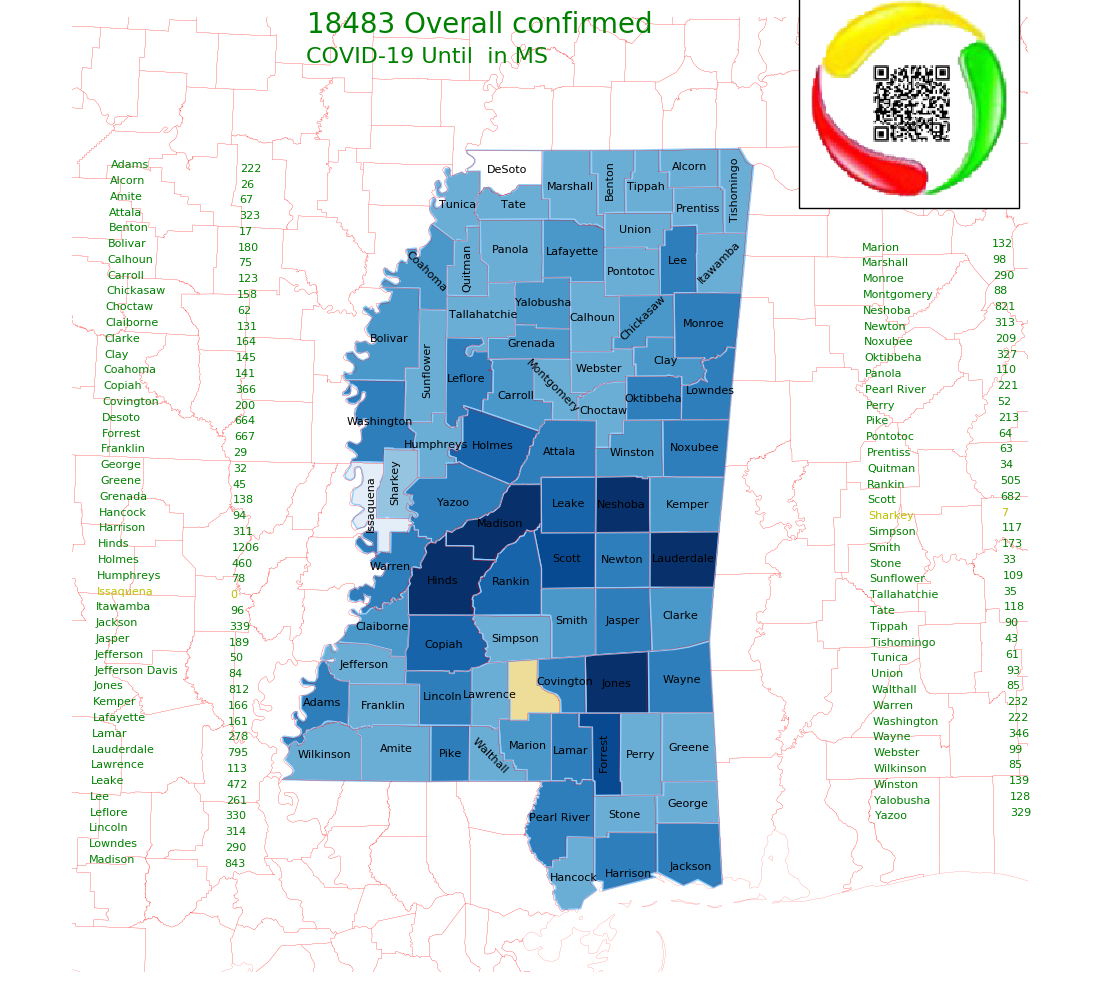 18483 Overall confirmed
COVID-19 Until  in MS
Adams 222
Alcorn 26
Amite 67
Attala 323
Benton 17
Bolivar 180
Calhoun 75
Carroll 123
Chickasaw 158
Choctaw 62
Claiborne 131
Clarke 164
Clay 145
Coahoma 141
Copiah 366
Covington 200
Desoto 664
Forrest 667
Franklin 29
George 32
Greene 45
Grenada 138
Hancock 94
Harrison 311
Hinds 1206
Holmes 460
Humphreys 78
Issaquena 0
Itawamba 96
Jackson 339
Jasper 189
Jefferson 50
Jefferson Davis 84
Jones 812
Kemper 166
Lafayette 161
Lamar 278
Lauderdale 795
Lawrence 113
Leake 472
Lee 261
Leflore 330
Lincoln 314
Lowndes 290
Madison 843
DeSoto
Marshall
Benton
Tippah
Alcorn
Tishomingo
Prentiss
Tunica
Tate
Union
Panola
Lafayette
Lee
Itawamba
Pontotoc
Quitman
Coahoma
Yalobusha
Tallahatchie
Calhoun
Chickasaw
Monroe
Bolivar
Grenada
Clay
Webster
Sunflower
Leflore
Montgomery
Carroll
Lowndes
Oktibbeha
Choctaw
Washington
Humphreys
Holmes
Attala
Winston
Noxubee
Sharkey
Issaquena
Yazoo
Leake
Neshoba
Kemper
Madison
Scott
Newton
Lauderdale
Warren
Hinds
Rankin
Claiborne
Smith
Jasper
Clarke
Simpson
Copiah
Jefferson
Covington
Jones
Wayne
Adams
Franklin
Lincoln
Lawrence
Wilkinson
Amite
Pike
Walthall
Marion
Lamar
Forrest
Perry
Greene
Pearl River
Stone
George
Hancock
Harrison
Jackson
Marion 132
Marshall 98
Monroe 290
Montgomery 88
Neshoba 821
Newton 313
Noxubee 209
Oktibbeha 327
Panola 110
Pearl River 221
Perry 52
Pike 213
Pontotoc 64
Prentiss 63
Quitman 34
Rankin 505
Scott 682
Sharkey 7
Simpson 117
Smith 173
Stone 33
Sunflower 109
Tallahatchie 35
Tate 118
Tippah 90
Tishomingo 43
Tunica 61
Union 93
Walthall 85
Warren 232
Washington 222
Wayne 346
Webster 99
Wilkinson 85
Winston 139
Yalobusha 128
Yazoo 329